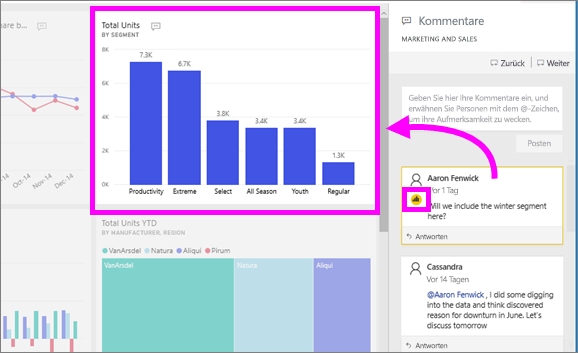 are b...
Oct-14
Nov-14
Dec-14
Total Units
BY SEGMENT
8K
6K
4K
2K
0K
7.3K
6.7K
3.8K
3.4K
3.4K
1.3K
Productivity Extreme Select All Season Youth Regular
Total Units YTD
BY MANUFACTURER, REGION
VanArsdel Natura Aliqui Pirum
VanArsdel Natura Aliqui
Kommentare
MARKETING AND SALES
Zurück Weiter
Geben Sie hier Ihre Kommentare ein, und
erwähnen Sie Personen mit dem @-Zeichen,
um ihre Aufmerksamkeit zu wecken.
Posten
Aaron Fenwick
Vor 1 Tag
Will we include the winter segment
here?
Antworten
Cassandra
Vor 14 Tagen
@Aaron Fenwick , I did some digging
into the data and think discovered
reason for downturn in June. Let's
discuss tomorrow
Antworten